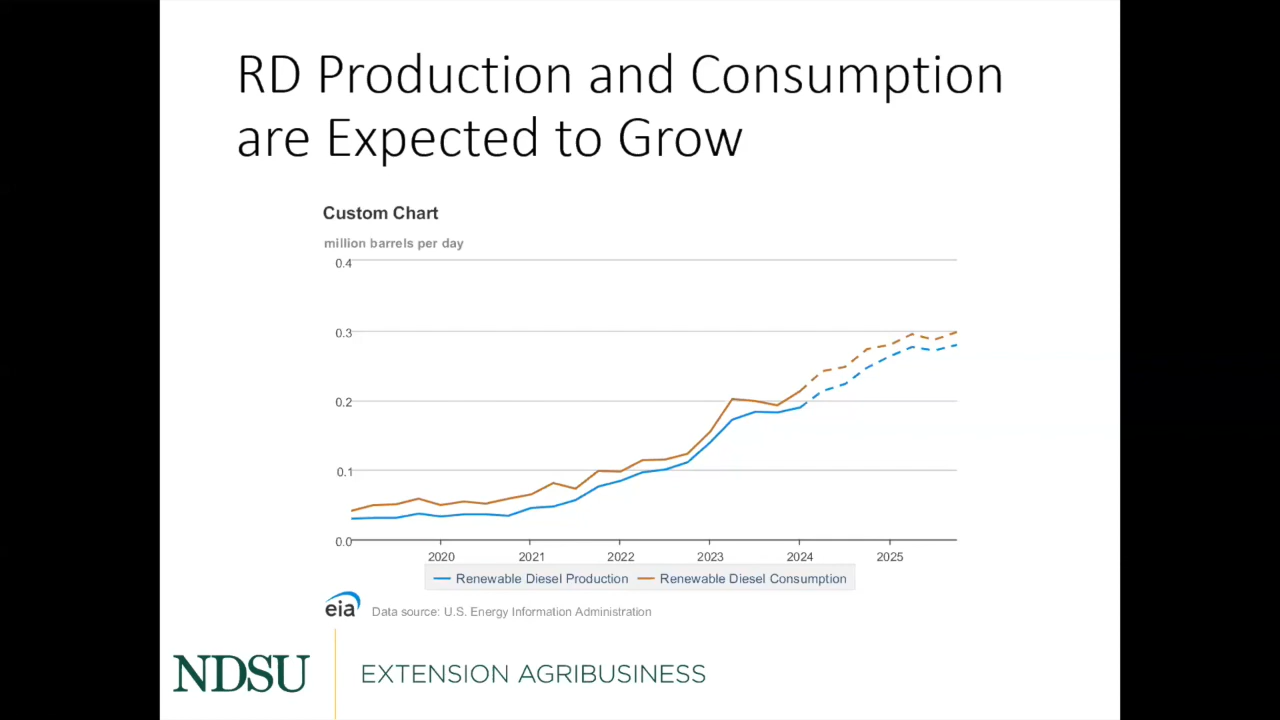 RD Production and Consumption
are Expected to Grow
Custom Chart
million barrels per day
0.4
0.3
0.2
0.1
0.0
2020 2021 2022 2023 2024 2025
Renewable Diesel Production Renewable Diesel Consumption
eia Data source: U.S. Energy Information Administration
NDSU EXTENSION AGRIBUSINESS